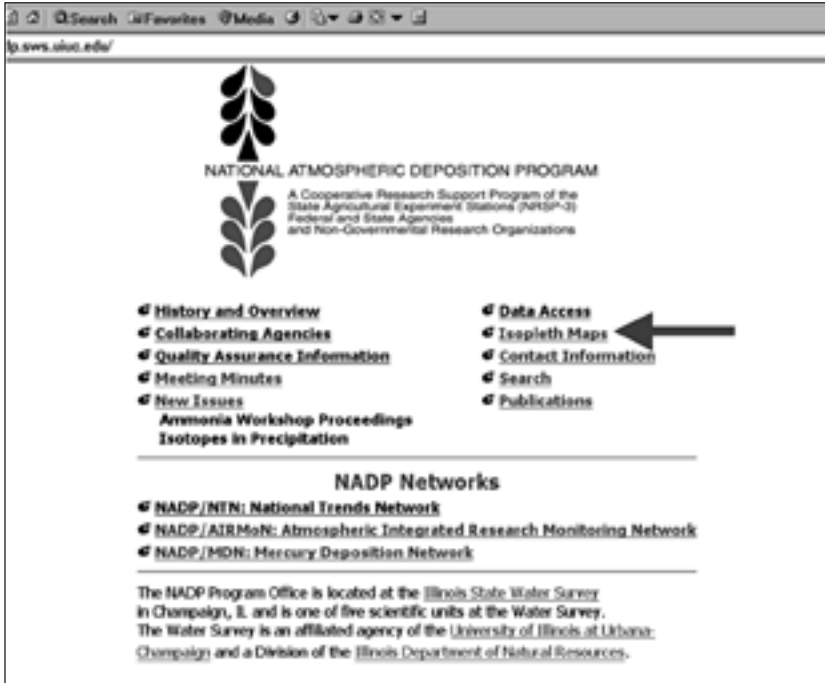 Search Favorites Media
lp.sws.uiuc.edu/
NATIONAL ATMOSPHERIC DEPOSITION PROGRAM
A Cooperative Research Support Program of the
State Agricultural Experiment Stations (NRSP-3)
Federal and State Agencies
and Non-Governmental Research Organizations
History and Overview
Collaborating Agencies
Quality Assurance Information
Meeting Minutes
New Issues
Ammonia Workshop Proceedings
Isotopes in Precipitation
Data Access
Isopleth Maps
Contact Information
Search
Publications
NADP Networks
NADP/NTN: National Trends Network
NADP/AIRMoN: Atmospheric Integrated Research Monitoring Network
NADP/MDN: Mercury Deposition Network
The NADP Program Office is located at the Illinois State Water Survey
in Champaign, IL and is one of five scientific units at the Water Survey.
The Water Survey is an affiliated agency of the University of Illinois at Urbana-
Champaign and a Division of the Illinois Department of Natural Resources.